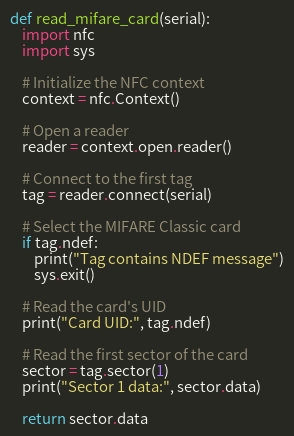 def read_mifare_card(serial):
import nfc
import sys
# Initialize the NFC context
context = nfc.Context()
# Open a reader
reader = context.open.reader()
# Connect to the first tag
tag = reader.connect(serial)
# Select the MIFARE Classic card
if tag.ndef:
print("Tag contains NDEF message")
sys.exit()
# Read the card's UID
print("Card UID:", tag.ndef)
# Read the first sector of the card
sector = tag.sector(1)
print("Sector 1 data:", sector.data)
return sector.data